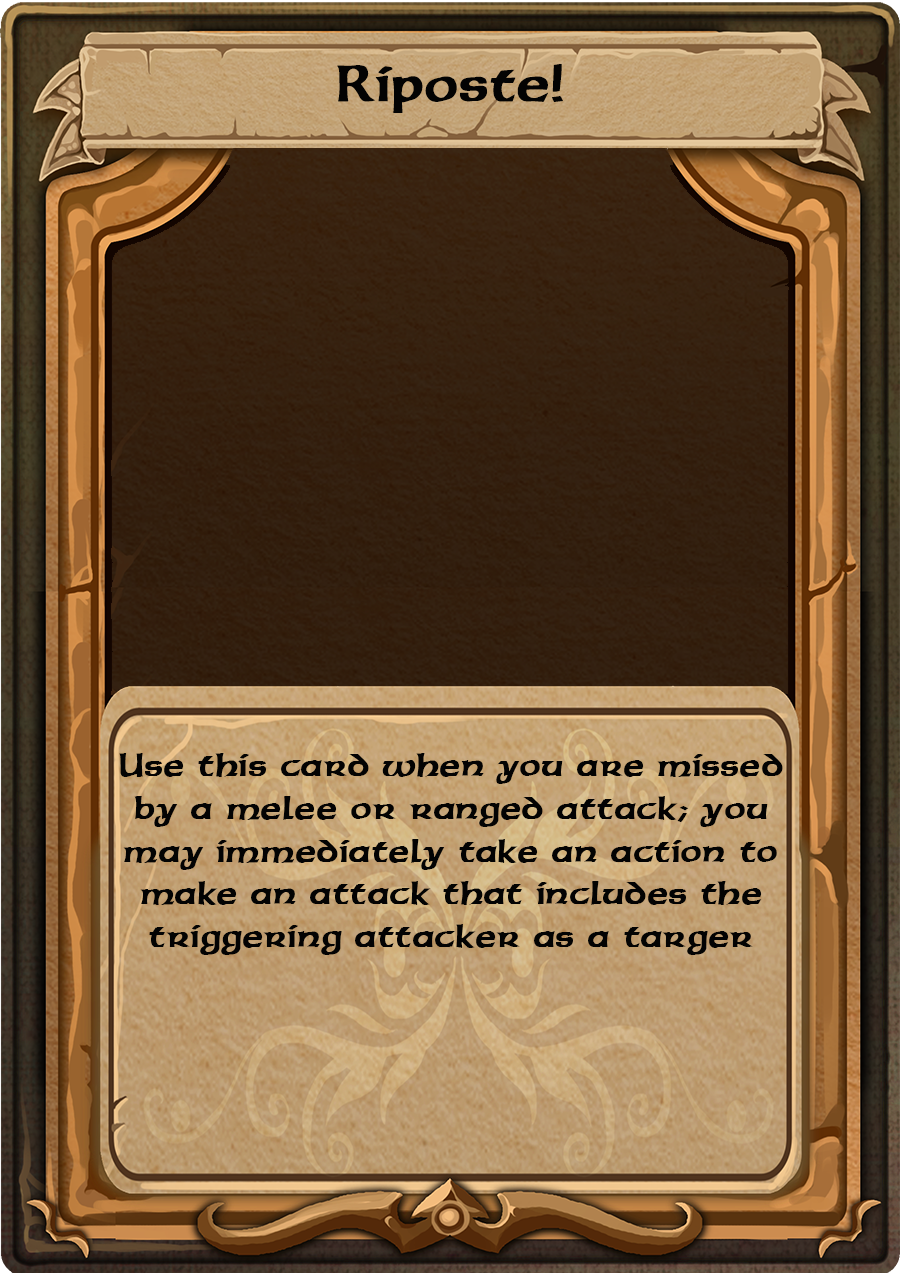 Riposte!
Use this card when you are missed
by a melee or ranged attack; you
may immediately take an action to
make an attack that includes the
triggering attacker as a targer